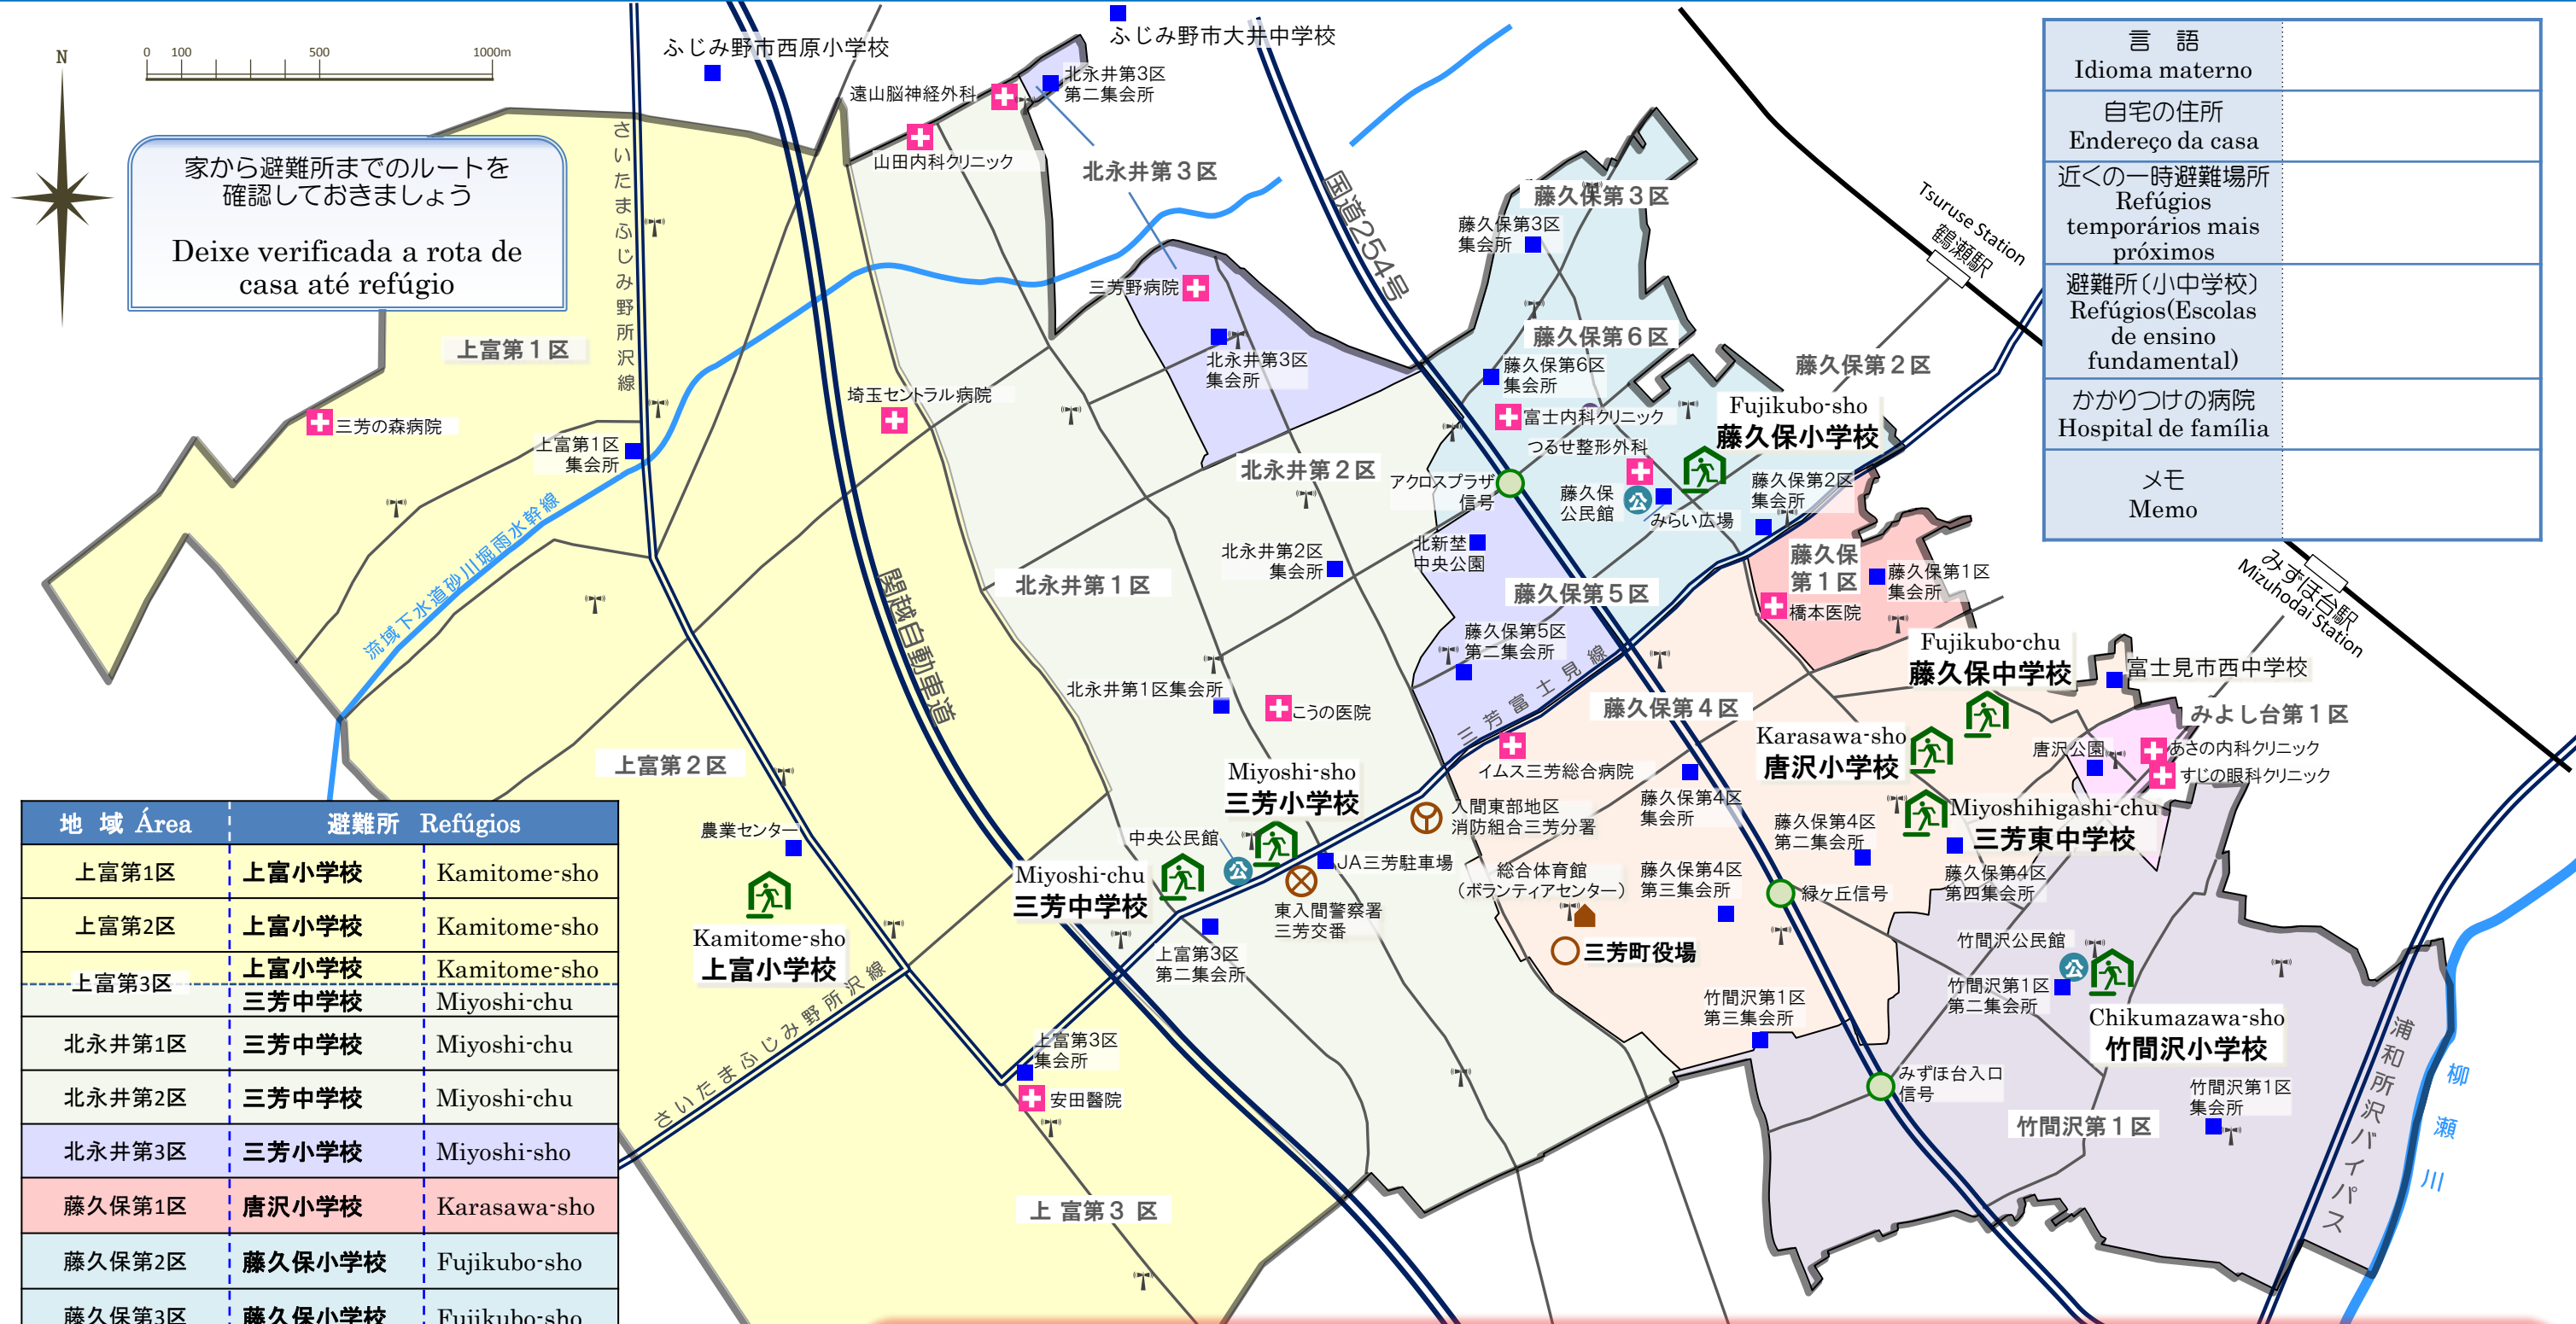 N
0 100 500 1000m
家から避難所までのルートを
確認しておきましょう
Deixe verificada a rota de
casa até refúgio
ふじみ野市西原小学校
ふじみ野市大井中学校
遠山脳神経外科
北永井第3区
第二集会所
山田内科クリニック
北永井第３区
さいたまふじみ野所沢線
国道254号
藤久保第３区
藤久保第3区
集会所
Tsuruse Station
鶴瀬駅
三芳野病院
上富第１区
北永井第3区
集会所
藤久保第６区
藤久保第6区
集会所
藤久保第２区
埼玉セントラル病院
富士内科クリニック
Fujikubo-sho
藤久保小学校
つるせ整形外科
三芳の森病院
上富第1区
集会所
北永井第２区
アクロスプラザ
信号
藤久保
公民館
公
みらい広場
藤久保第2区
集会所
流域下水道砂川堀雨水幹線
北新埜
中央公園
北永井第2区
集会所
北永井第１区
藤久保第５区
藤久保
第１区
藤久保第1区
集会所
橋本医院
関越自動車道
藤久保第5区
第二集会所
三芳富士見線
みずほ台駅
Mizuhodai Station
Fujikubo-chu
藤久保中学校
富士見市西中学校
北永井第1区集会所
こうの医院
藤久保第４区
みよし台第１区
Karasawa-sho
唐沢小学校
唐沢公園
あさの内科クリニック
すじの眼科クリニック
上富第２区
イムス三芳総合病院
Miyoshi-sho
三芳小学校
藤久保第4区
集会所
入間東部地区
消防組合三芳分署
Miyoshihigashi-chu
三芳東中学校
藤久保第4区
第二集会所
農業センター
中央公民館
公
JA三芳駐車場
Miyoshi-chu
三芳中学校
総合体育館
（ボランティアセンター）
藤久保第4区
第三集会所
藤久保第4区
第四集会所
緑ヶ丘信号
東入間警察署
三芳交番
三芳町役場
Kamitome-sho
上富小学校
上富第3区
第二集会所
竹間沢公民館
公
竹間沢第1区
第二集会所
さいたまふじみ野所沢線
竹間沢第1区
第三集会所
Chikumazawa-sho
竹間沢小学校
上富第3区
集会所
安田醫院
みずほ台入口
信号
竹間沢第1区
集会所
竹間沢第１区
浦和所沢バイパス
柳瀬川
上 富第３ 区
言 語
Idioma materno
自宅の住所
Endereço da casa
近くの一時避難場所
Refúgios
temporários mais
próximos
避難所〔小中学校〕
Refúgios(Escolas
de ensino
fundamental)
かかりつけの病院
Hospital de família
メモ
Memo
地 域 Área 避難所 Refúgios
上富第1区 上富小学校 Kamitome-sho
上富第2区 上富小学校 Kamitome-sho
上富第3区 上富小学校 Kamitome-sho
三芳中学校 Miyoshi-chu
北永井第1区 三芳中学校 Miyoshi-chu
北永井第2区 三芳中学校 Miyoshi-chu
北永井第3区 三芳小学校 Miyoshi-sho
藤久保第1区 唐沢小学校 Karasawa-sho
藤久保第2区 藤久保小学校 Fujikubo-sho
藤久保第3区 藤久保小学校 Fujikubo-sho